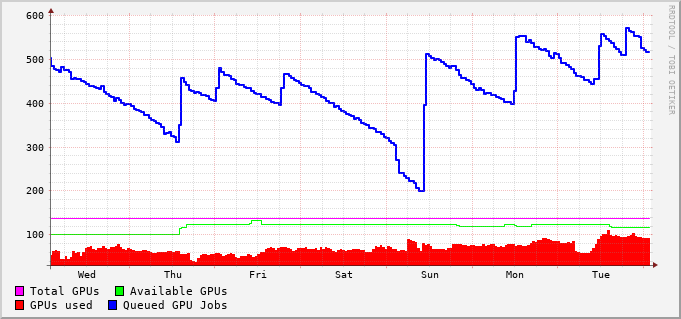 600
500
400
300
200
100
Wed Thu Fri Sat Sun Mon Tue
Total GPUs Available GPUs
GPUs used Queued GPU Jobs
RRDTOOL / TOBI OETIKER